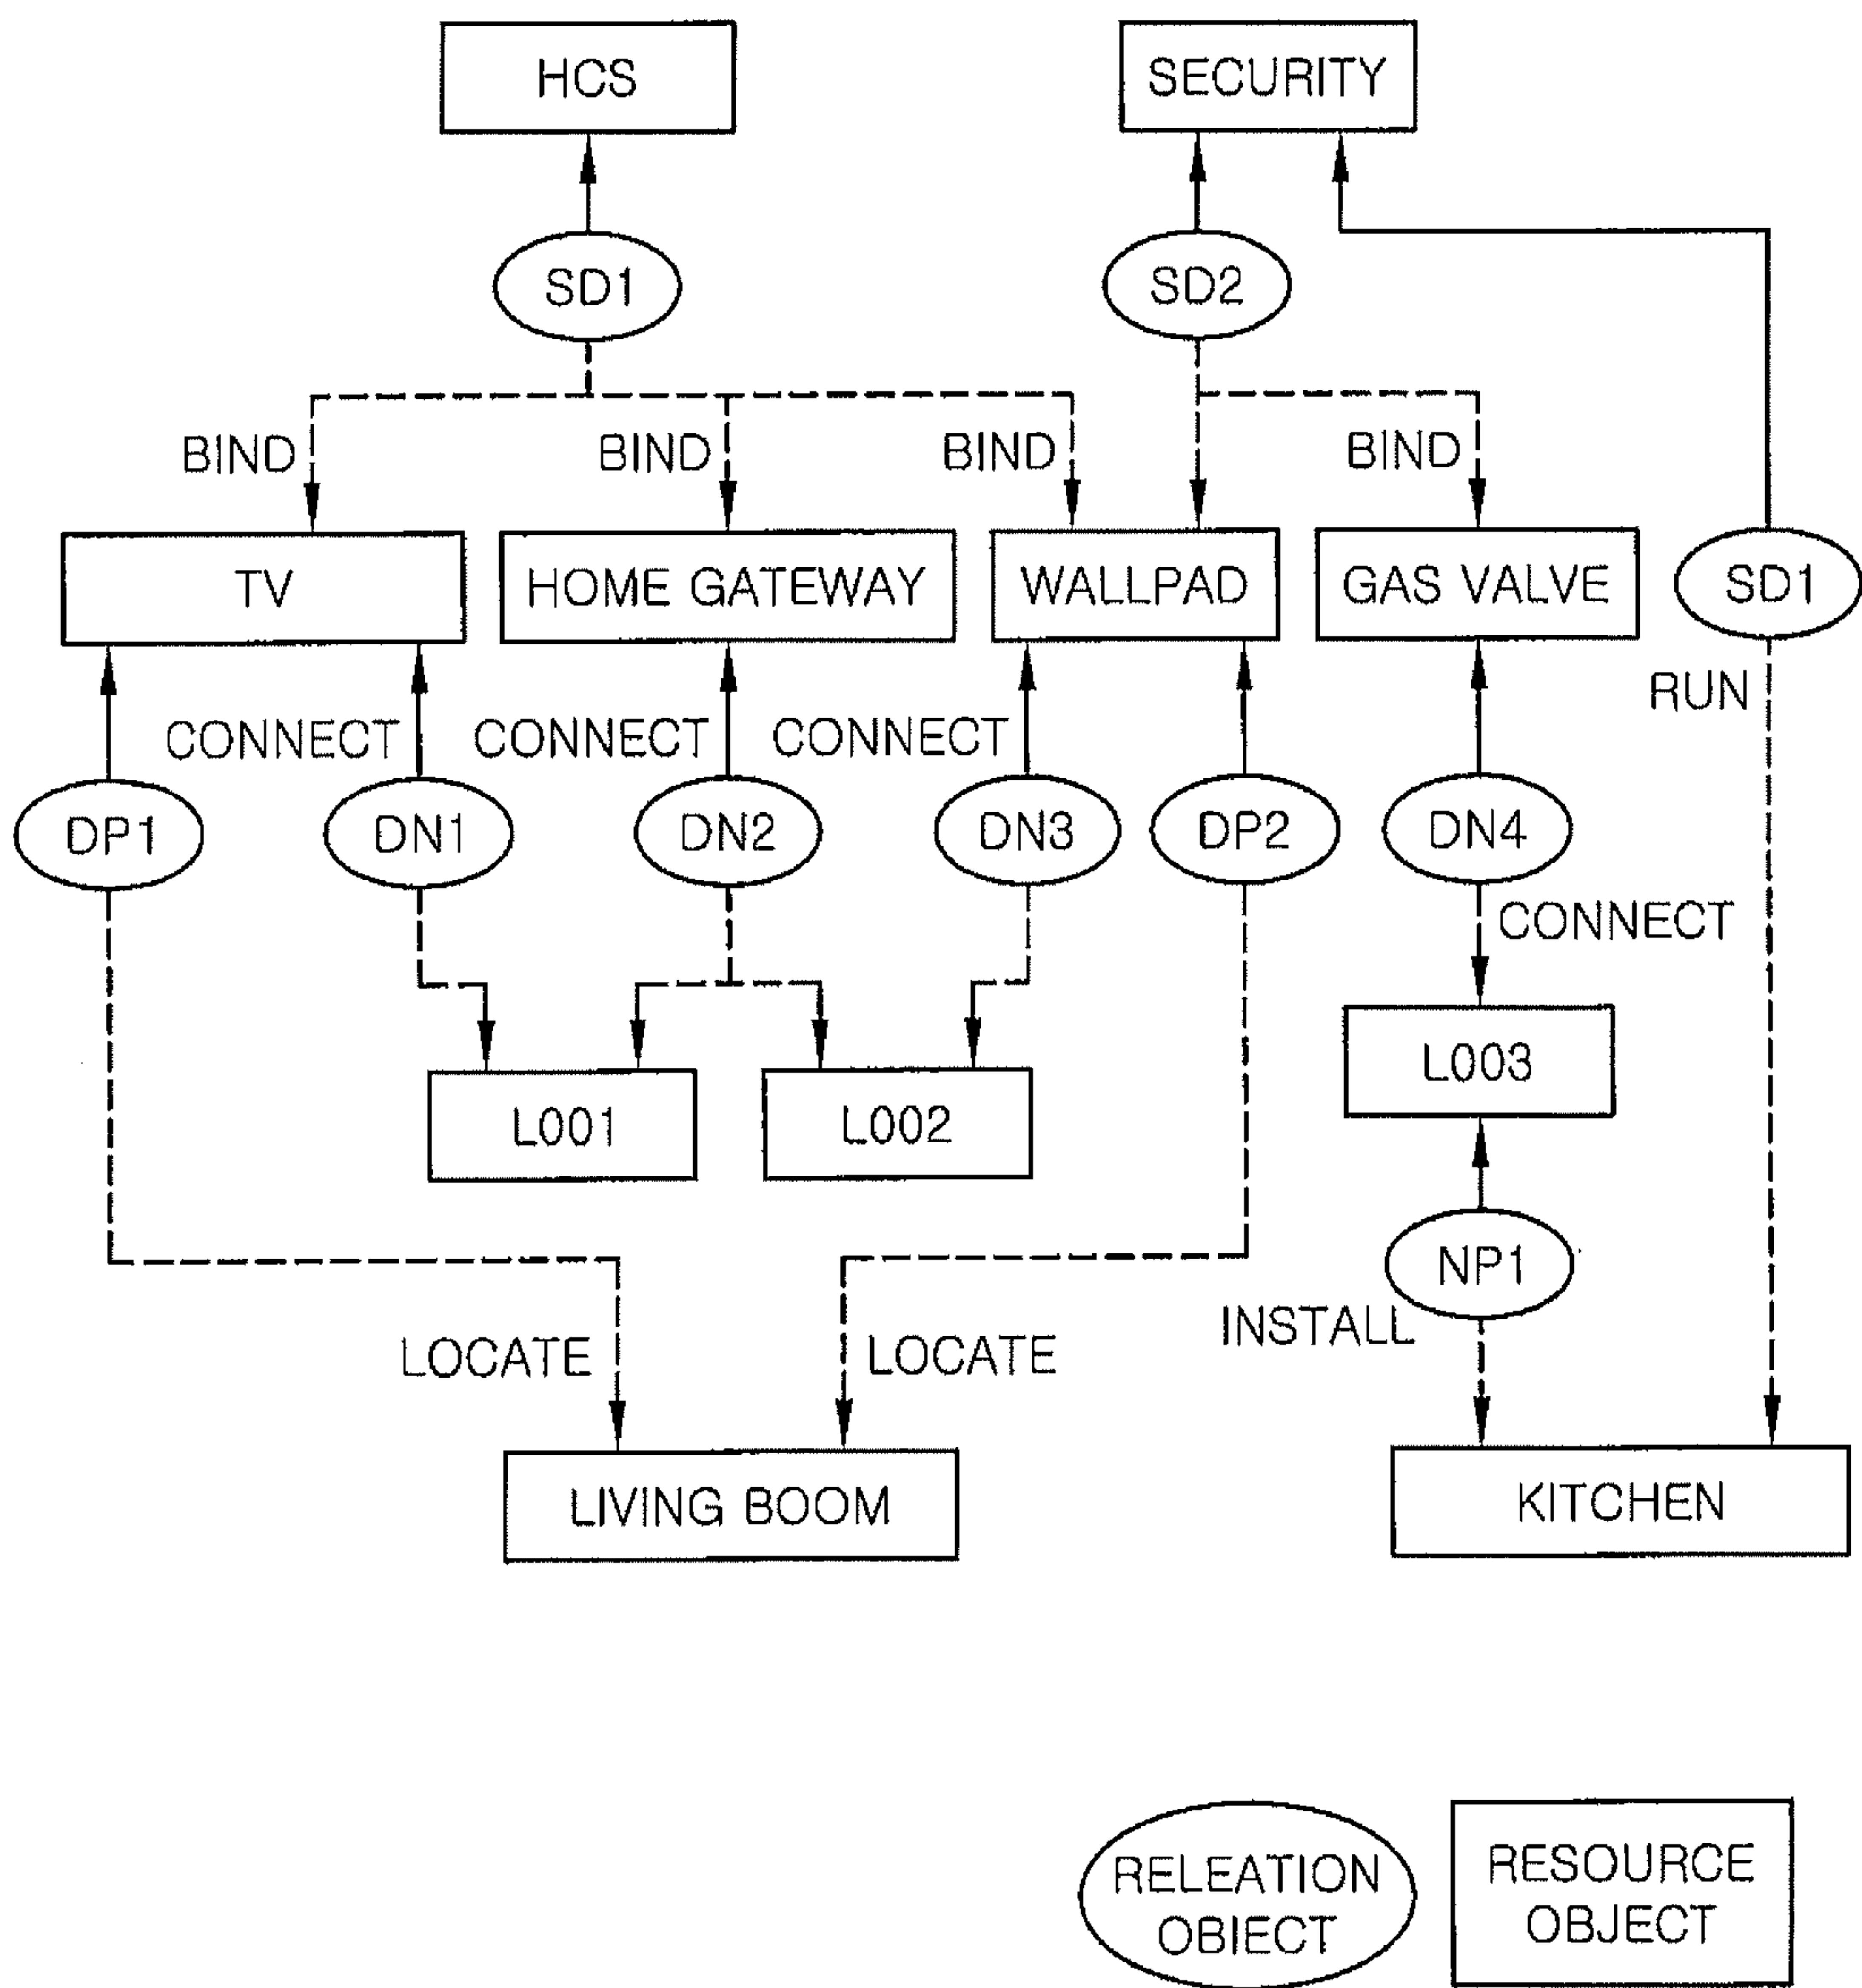 HCS
SECURITY
SD1
SD2
BIND
BIND
BIND
BIND
TV
HOME GATEWAY
WALLPAD
GAS VALVE
SD1
RUN
CONNECT
CONNECT
CONNECT
DP1
DN1
DN2
DN3
DP2
DN4
CONNECT
L003
L001
L002
NP1
INSTALL
LOCATE
LOCATE
LIVING BOOM
KITCHEN
RELEATION
OBIECT
RESOURCE
OBJECT